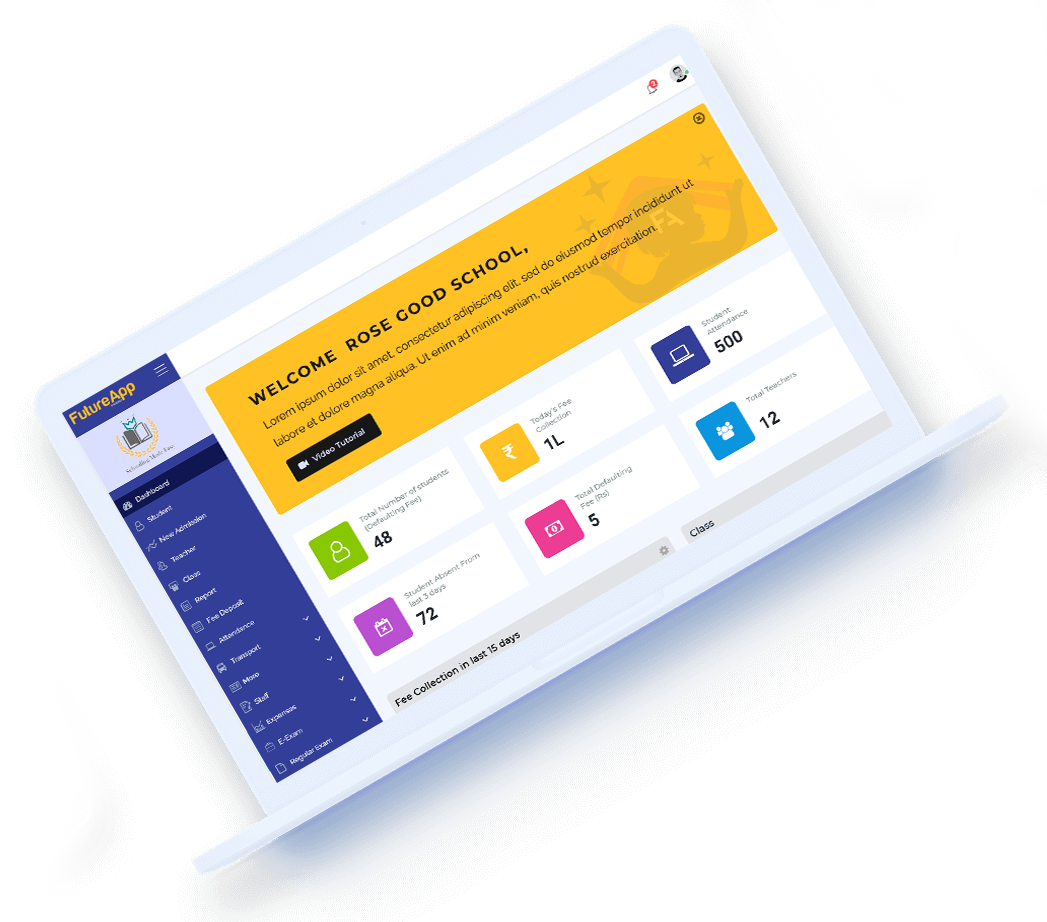 3
FutureApp
Schooling Made Easy
Dashboard
Student
New Admission
Teacher
Class
Report
Fee Deposit
Attendance
Transport
More
Staff
Expenses
E-Exam
Regular Exam
WELCOME ROSE GOOD SCHOOL,
Lorem ipsum dolor sit amet, consectetur adipiscing elit, sed do eiusmod tempor incididunt ut
labore et dolore magna aliqua. Ut enim ad minim veniam, quis nostrud exercitation.
Video Tutorial
FA
Total Number of students
(Defaulting Fee)
48
Today's Fee
Collection
1L
Student
Attendance
500
Student Absent From
last 3 days
72
Total Defaulting
Fee (Rs)
5
Total Teachers
12
Fee Collection in last 15 days
Class